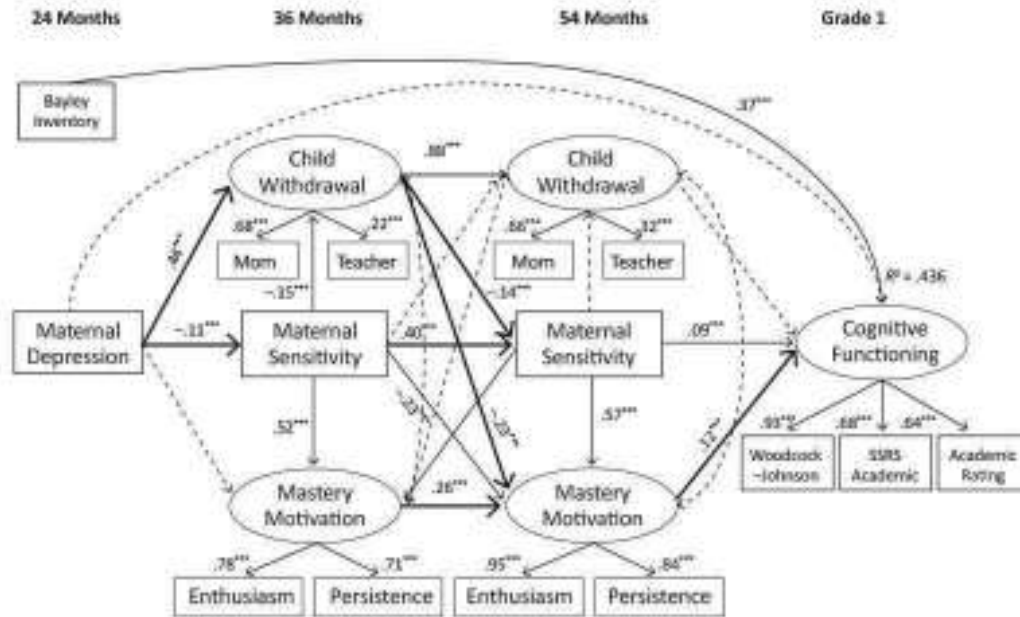 24 Months
36 Months
54 Months
Grade 1
Bayley
Inventory
.37***
Child
Withdrawal
.88***
Child
Withdrawal
.46***
.68***
.22***
.66***
.32***
Mom
Teacher
Mom
Teacher
R² = .436
–.15***
–.14***
Maternal
Depression
–.11***
Maternal
Sensitivity
.40***
Maternal
Sensitivity
.09***
Cognitive
Functioning
.52***
–.23***
–.23***
.57***
.12***
.93***
.68***
.64***
Woodcock
–Johnson
SSRS
Academic
Academic
Rating
Mastery
Motivation
.26***
Mastery
Motivation
.78***
.71***
.95***
.84***
Enthusiasm
Persistence
Enthusiasm
Persistence